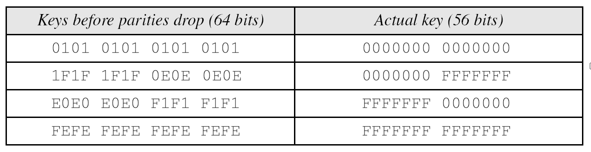 Keys before parities drop (64 bits) Actual key (56 bits)
0101 0101 0101 0101 0000000 0000000
1F1F 1F1F 0E0E 0E0E 0000000 FFFFFFF
E0E0 E0E0 F1F1 F1F1 FFFFFFF 0000000
FEFE FEFE FEFE FEFE FFFFFFF FFFFFFF